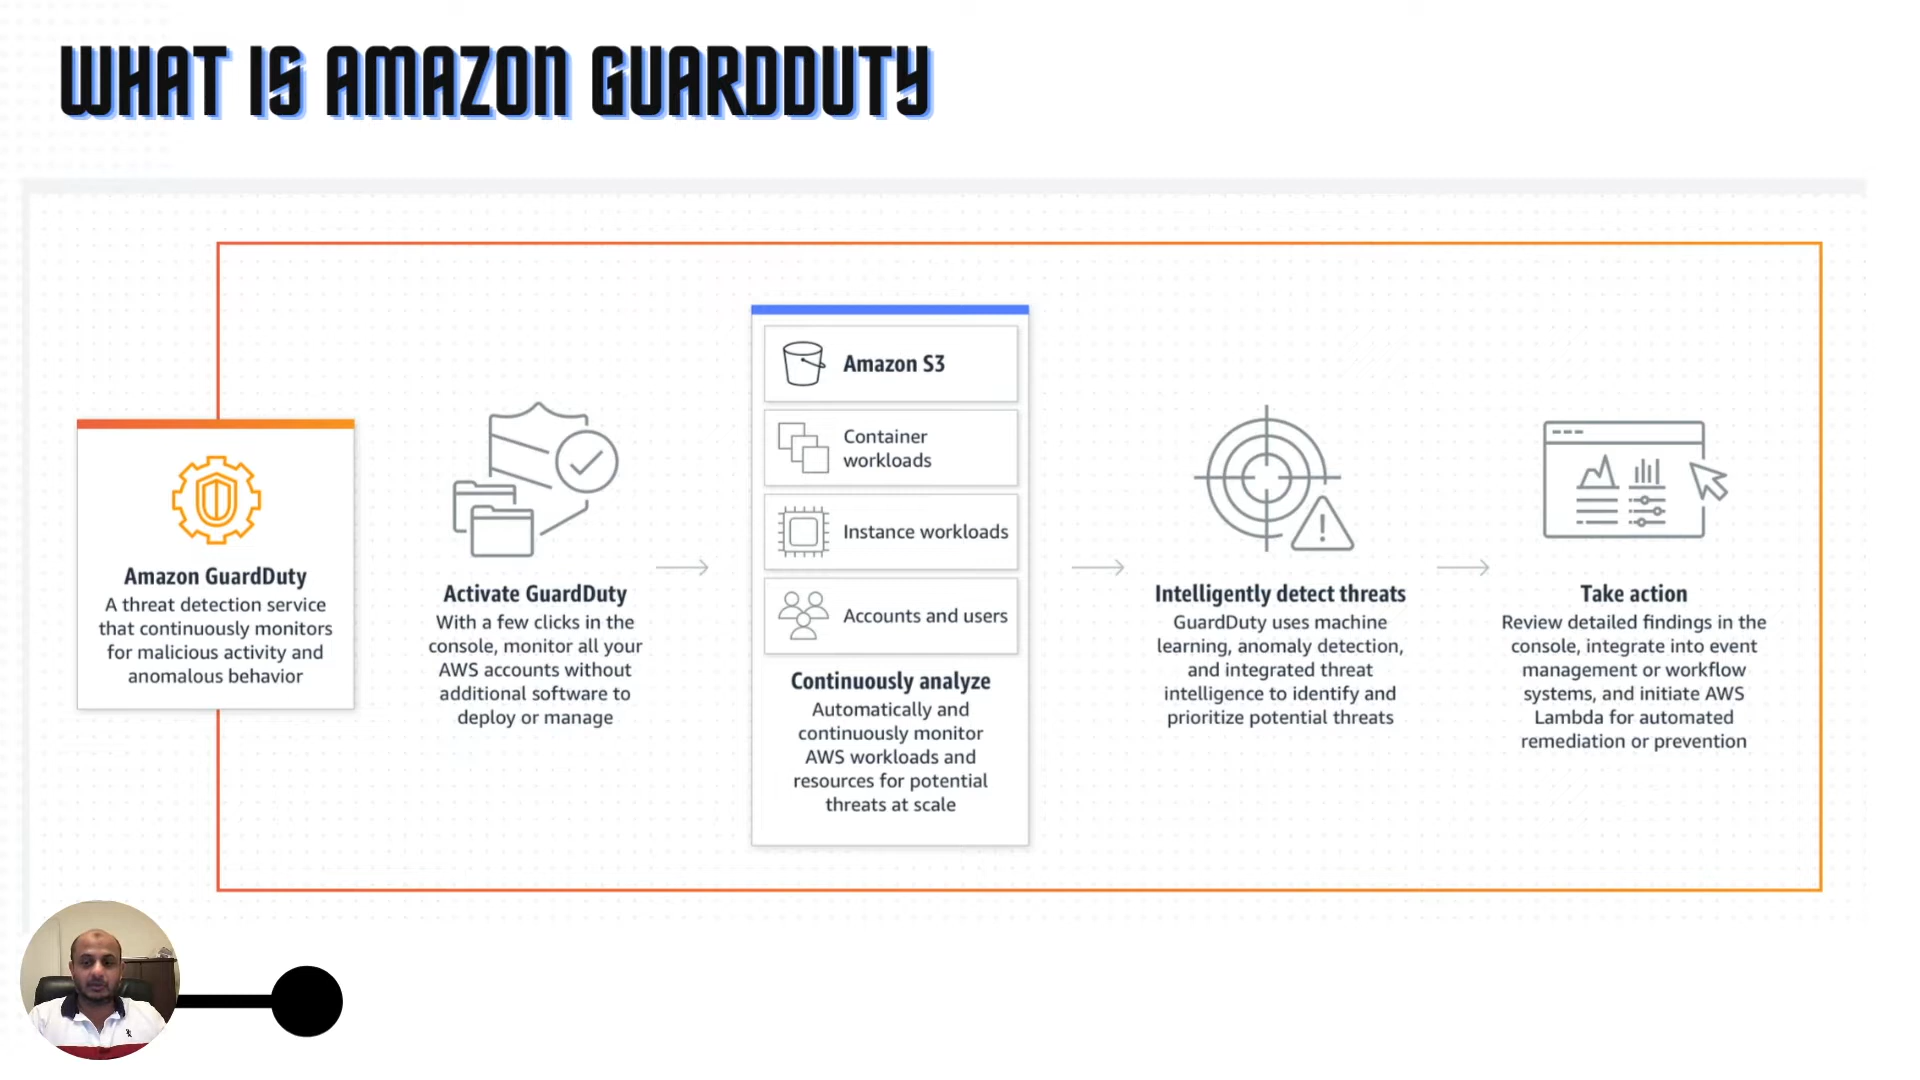 WHAT IS AMAZON GUARDDUTY
Amazon GuardDuty
A threat detection service
that continuously monitors
for malicious activity and
anomalous behavior
Activate GuardDuty
With a few clicks in the
console, monitor all your
AWS accounts without
additional software to
deploy or manage
Amazon S3
Container
workloads
Instance workloads
Accounts and users
Continuously analyze
Automatically and
continuously monitor
AWS workloads and
resources for potential
threats at scale
Intelligently detect threats
GuardDuty uses machine
learning, anomaly detection,
and integrated threat
intelligence to identify and
prioritize potential threats
Take action
Review detailed findings in the
console, integrate into event
management or workflow
systems, and initiate AWS
Lambda for automated
remediation or prevention